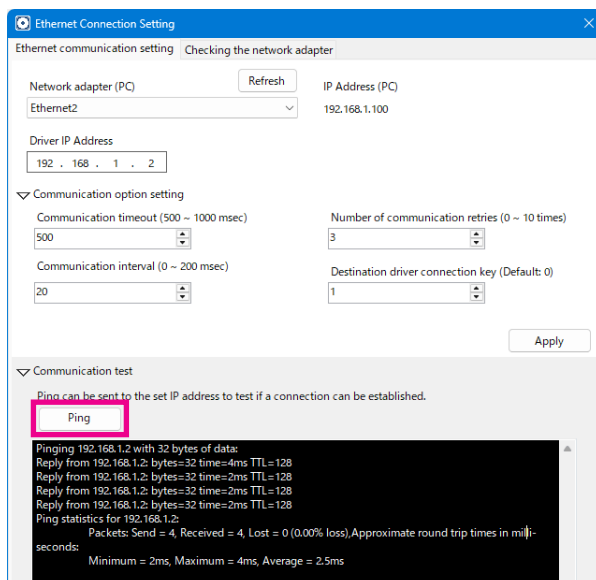 Ethernet Connection Setting
Ethernet communication setting
Checking the network adapter
Network adapter (PC)
Refresh
IP Address (PC)
Ethernet2
192.168.1.100
Driver IP Address
192 . 168 . 1 . 2
Communication option setting
Communication timeout (500 ~ 1000 msec)
Number of communication retries (0 ~ 10 times)
500
3
Communication interval (0 ~ 200 msec)
Destination driver connection key (Default: 0)
20
1
Apply
Communication test
Ping can be sent to the set IP address to test if a connection can be established.
Ping
Pinging 192.168.1.2 with 32 bytes of data:
Reply from 192.168.1.2: bytes=32 time=4ms TTL=128
Reply from 192.168.1.2: bytes=32 time=2ms TTL=128
Reply from 192.168.1.2: bytes=32 time=2ms TTL=128
Reply from 192.168.1.2: bytes=32 time=2ms TTL=128
Ping statistics for 192.168.1.2:
Packets: Send = 4, Received = 4, Lost = 0 (0.00% loss),Approximate round trip times in milli-
seconds:
Minimum = 2ms, Maximum = 4ms, Average = 2.5ms